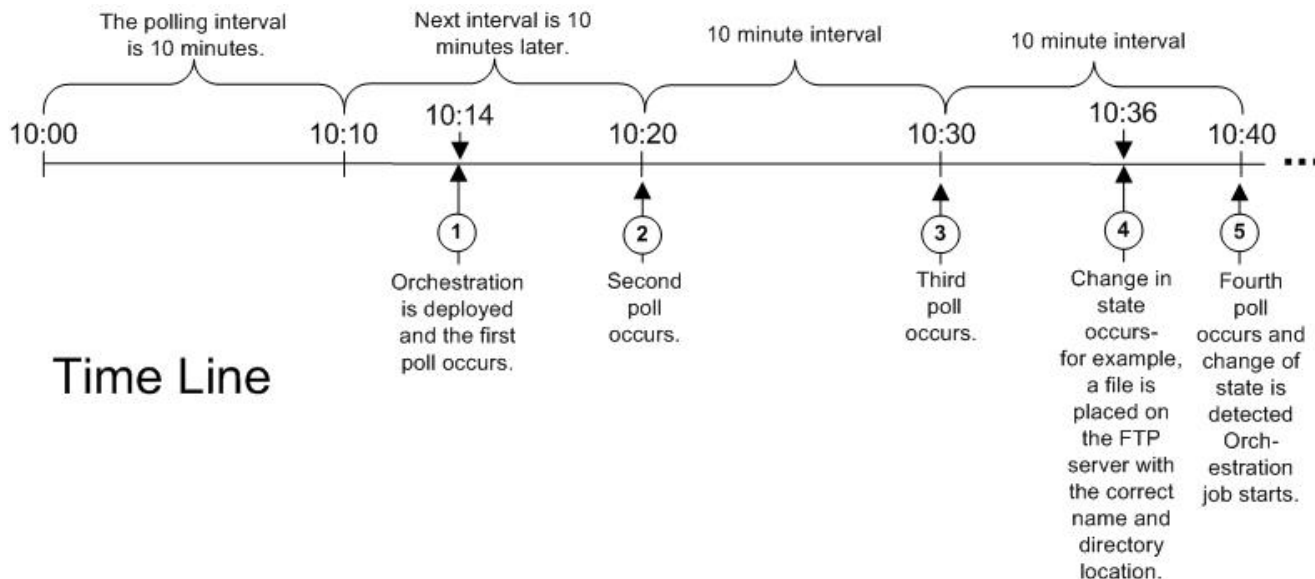 The polling interval
is 10 minutes.
Next interval is 10
minutes later.
10 minute interval
10 minute interval
10:00
10:10
10:14
10:20
10:30
10:36
10:40
...
1
Orchestration
is deployed
and the first
poll occurs.
2
Second
poll
occurs.
3
Third
poll
occurs.
4
Change in
state
occurs-
for example,
a file is
placed on
the FTP
server with
the correct
name and
directory
location.
5
Fourth
poll
occurs and
change of
state is
detected
Orch-
estration
job starts.
Time Line